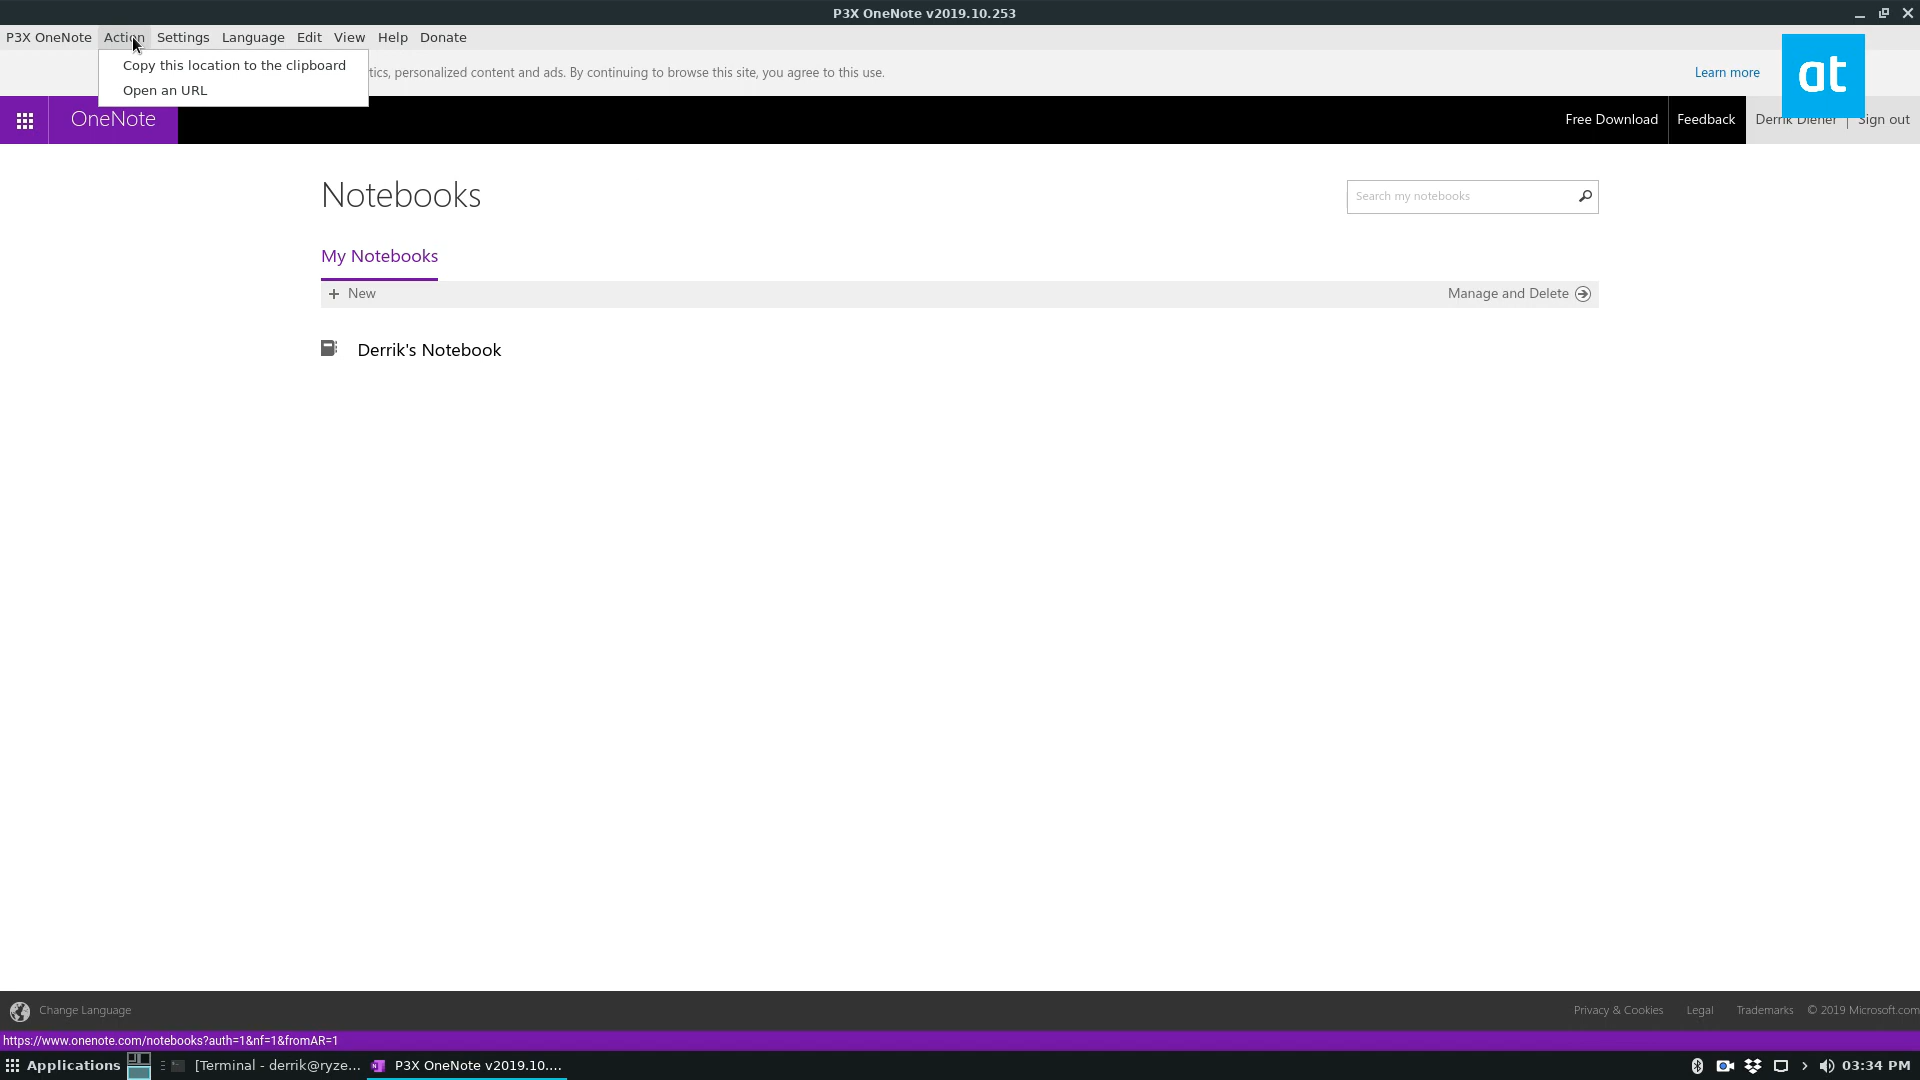 P3X OneNote v2019.10.253
P3X OneNote Action Settings Language Edit View Help Donate
Copy this location to the clipboard
Open an URL
tics, personalized content and ads. By continuing to browse this site, you agree to this use.
Learn more
at
OneNote
Free Download
Feedback
Derrik Diener
Sign out
Notebooks
Search my notebooks
My Notebooks
New
Manage and Delete
Derrik's Notebook
Change Language
Privacy & Cookies Legal Trademarks © 2019 Microsoft.com
https://www.onenote.com/notebooks?auth=1&nf=1&fromAR=1
Applications
[Terminal - derrik@ryze...
P3X OneNote v2019.10....
03:34 PM